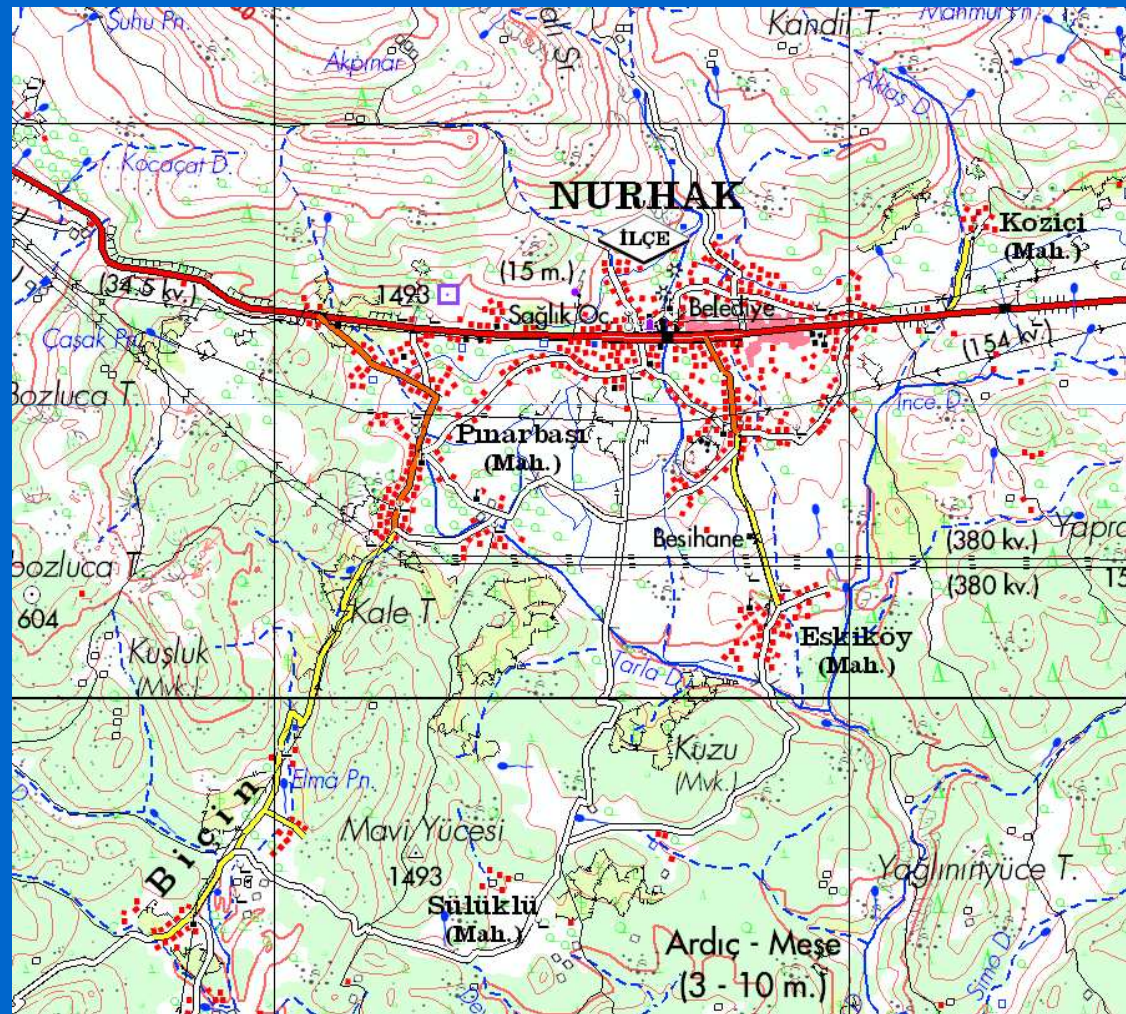 Suhu Pn.
Kandil T.
Mahmut Pn.
Akpınar
Aktaş D.
Kocaçat D.
NURHAK
İLÇE
Kozici
(Mah.)
(15 m.)
(34.5 kv.)
1493
Sağlık Oc.
Belediye
Çaşak Pn.
(154 kv.)
Bozluca T.
İnce D.
Pınarbaşı
(Mah.)
Besihane
(380 kv.)
(380 kv.)
bozluca T.
604
Kale T.
Kuşluk
(Mvk.)
Eskiköy
(Mah.)
Tarla D.
Kuzu
(Mvk.)
Elma Pn.
Biçin
Mavi Yücesi
1493
Yağlınınyüce T.
Sülüklü
(Mah.)
Ardıç - Meşe
(3 - 10 m.)
Simo D.